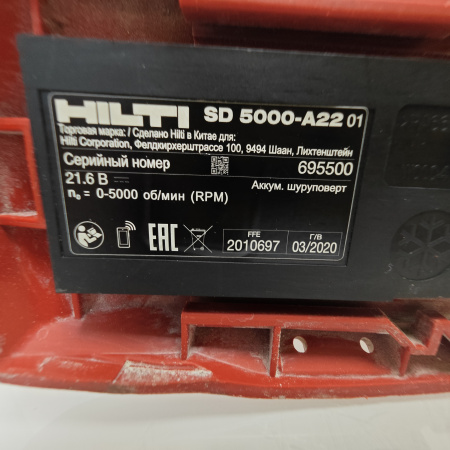 HILTI SD 5000-A22 01
Торговая марка: / Сделано Hilti в Китае для:
Hilti Corporation, Фелдкирхерштрассе 100, 9494 Шаан, Лихтенштейн
Серийный номер 695500
21.6 В Аккум. шуруповерт
n₀ = 0-5000 об/мин (RPM)
EAC
FFE Г/В
2010697 03/2020